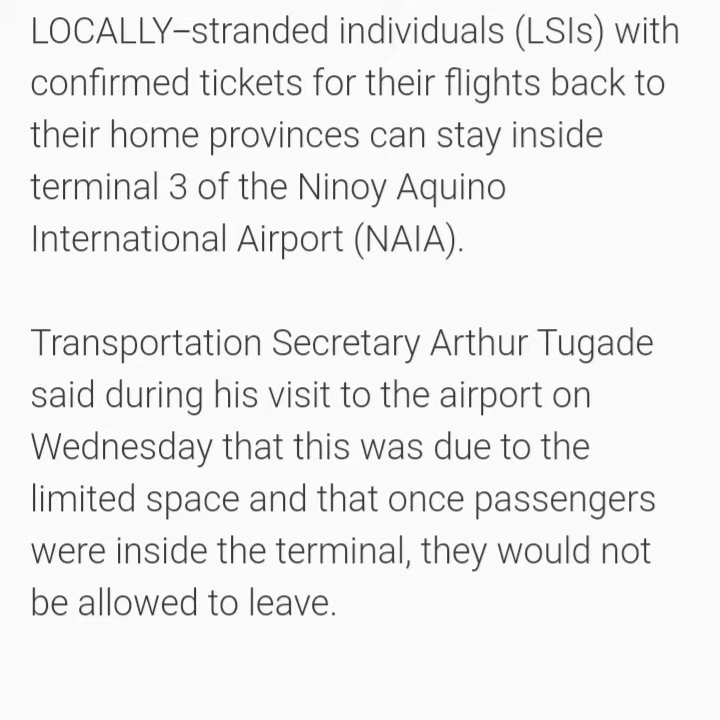 LOCALLY–stranded individuals (LSIs) with
confirmed tickets for their flights back to
their home provinces can stay inside
terminal 3 of the Ninoy Aquino
International Airport (NAIA).
Transportation Secretary Arthur Tugade
said during his visit to the airport on
Wednesday that this was due to the
limited space and that once passengers
were inside the terminal, they would not
be allowed to leave.